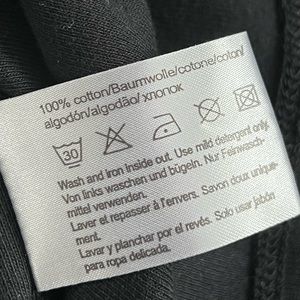 100% cotton/Baumwolle/cotone/coton/
algodón/algodão/хлопок
30
Wash and iron inside out. Use mild detergent only.
Von links waschen und bügeln. Nur Feinwasch-
mittel verwenden.
Laver et repasser à l'envers. Savon doux unique-
ment.
Lavar y planchar por el revés. Solo usar jabón
para ropa delicada.